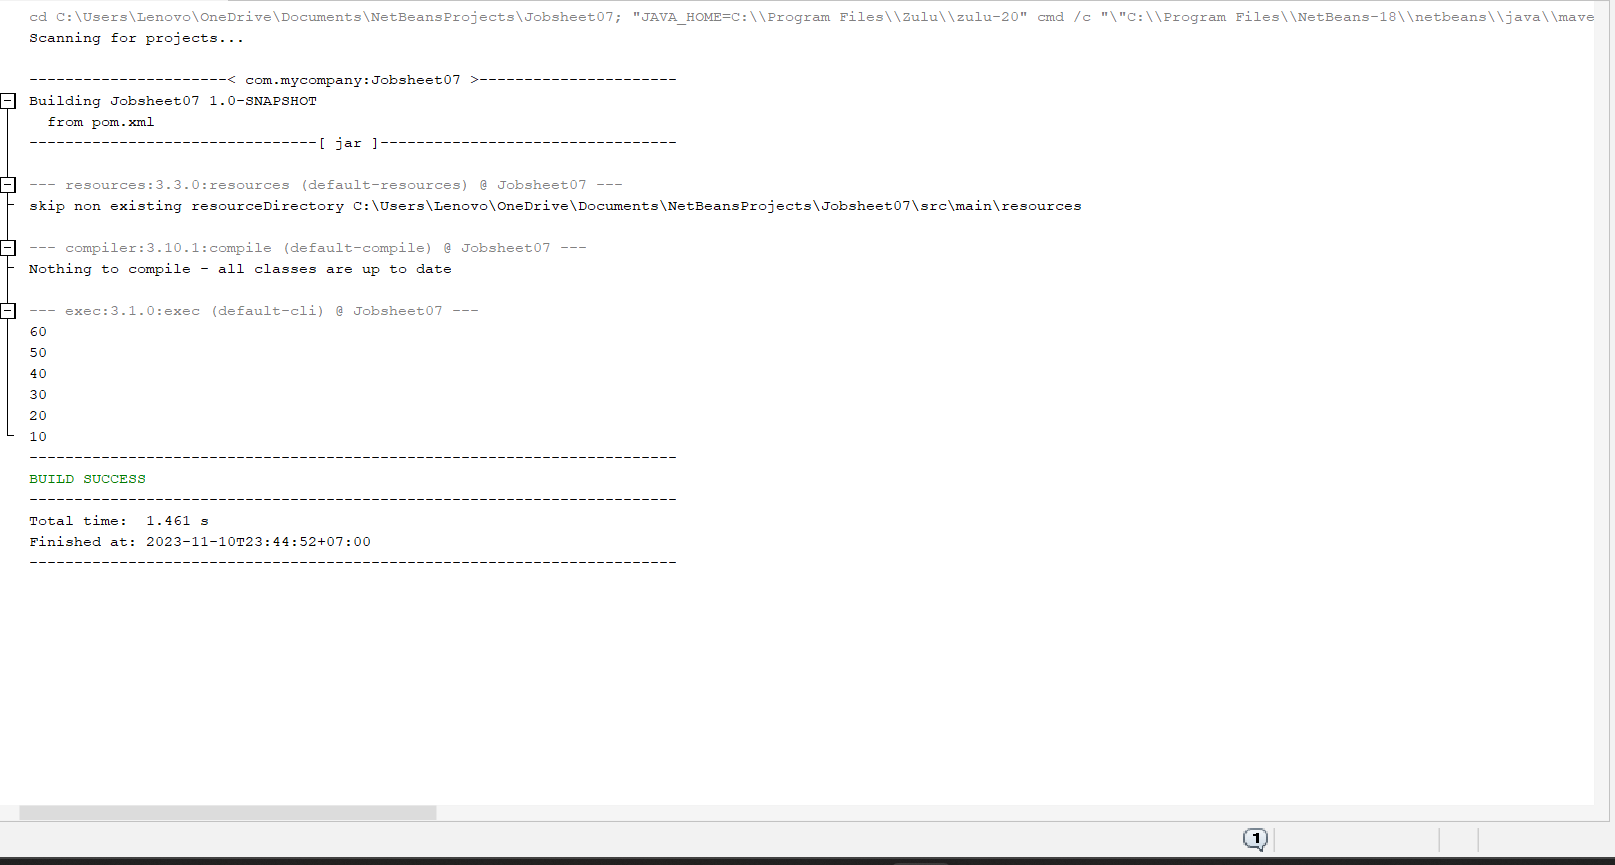 cd C:\Users\Lenovo\OneDrive\Documents\NetBeansProjects\Jobsheet07; "JAVA_HOME=C:\\Program Files\\Zulu\\zulu-20" cmd /c "\"C:\\Program Files\\NetBeans-18\\netbeans\\java\\mave
Scanning for projects...
----------------------< com.mycompany:Jobsheet07 >----------------------
Building Jobsheet07 1.0-SNAPSHOT
  from pom.xml
--------------------------------[ jar ]---------------------------------
--- resources:3.3.0:resources (default-resources) @ Jobsheet07 ---
skip non existing resourceDirectory C:\Users\Lenovo\OneDrive\Documents\NetBeansProjects\Jobsheet07\src\main\resources
--- compiler:3.10.1:compile (default-compile) @ Jobsheet07 ---
Nothing to compile - all classes are up to date
--- exec:3.1.0:exec (default-cli) @ Jobsheet07 ---
60
50
40
30
20
10
------------------------------------------------------------------------
BUILD SUCCESS
------------------------------------------------------------------------
Total time:  1.461 s
Finished at: 2023-11-10T23:44:52+07:00
------------------------------------------------------------------------
1